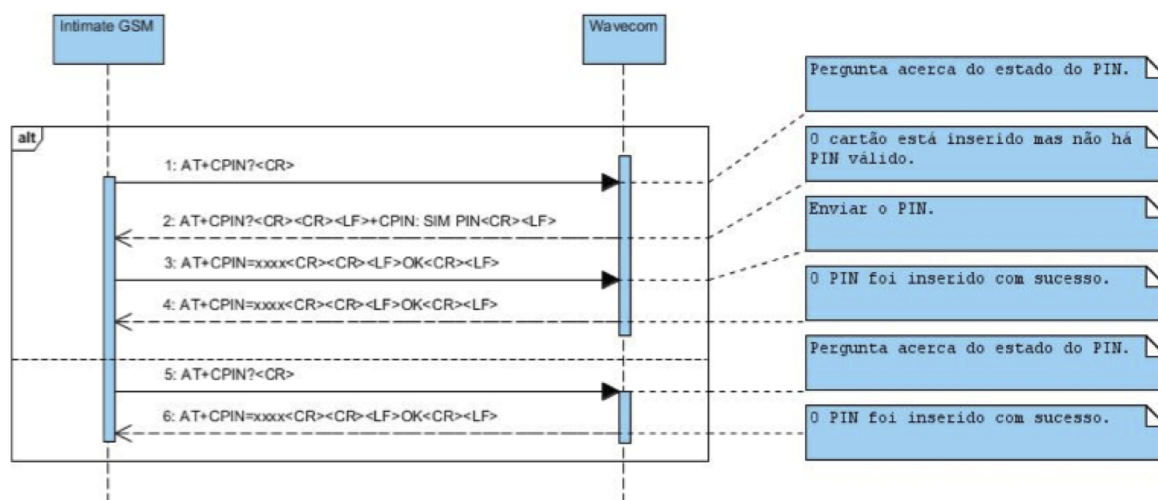 Intimate GSM
Wavecom
Pergunta acerca do estado do PIN.
alt
O cartão está inserido mas não há
PIN válido.
1: AT+CPIN?<CR>
Enviar o PIN.
2: AT+CPIN?<CR><CR><LF>+CPIN: SIM PIN<CR><LF>
3: AT+CPIN=xxxx<CR><CR><LF>OK<CR><LF>
O PIN foi inserido com sucesso.
4: AT+CPIN=xxxx<CR><CR><LF>OK<CR><LF>
Pergunta acerca do estado do PIN.
5: AT+CPIN?<CR>
6: AT+CPIN=xxxx<CR><CR><LF>OK<CR><LF>
O PIN foi inserido com sucesso.